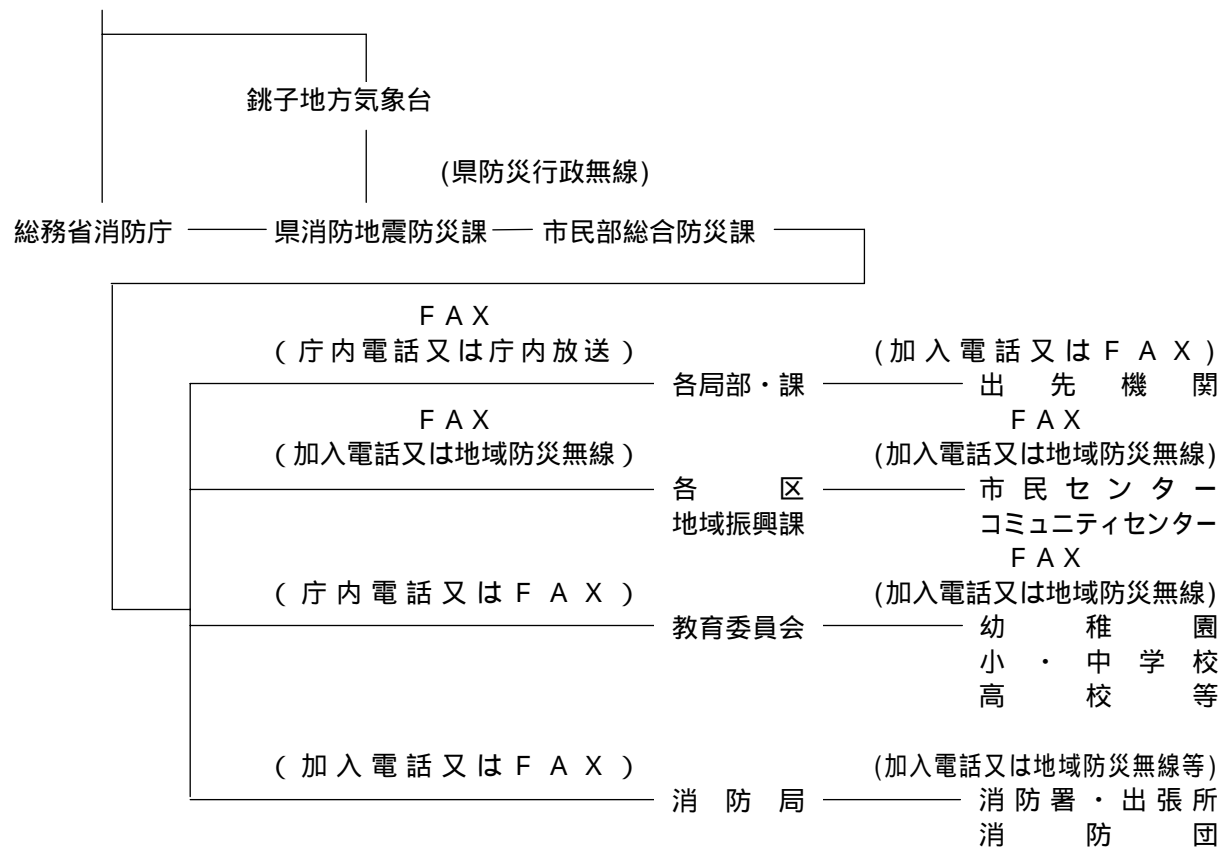 銚子地方気象台
(県防災行政無線)
総務省消防庁 県消防地震防災課 市民部総合防災課
ＦＡＸ
(庁内電話又は庁内放送) (加入電話又はＦＡＸ)
各局部・課 出先機関
ＦＡＸ ＦＡＸ
(加入電話又は地域防災無線) (加入電話又は地域防災無線)
各区 市民センター
地域振興課 コミュニティセンター
ＦＡＸ
(庁内電話又はＦＡＸ) (加入電話又は地域防災無線)
教育委員会 幼稚園
小・中学校
高校等
(加入電話又はＦＡＸ) (加入電話又は地域防災無線等)
消防局 消防署・出張所
消防団